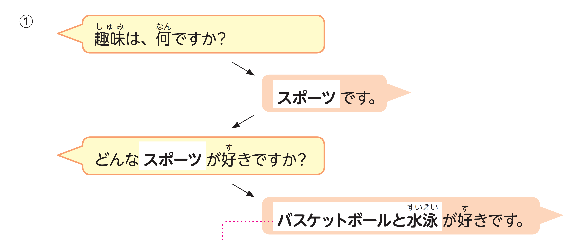 ①
趣味は、何ですか？
スポーツ です。
どんな スポーツ が好きですか？
バスケットボールと水泳が好きです。